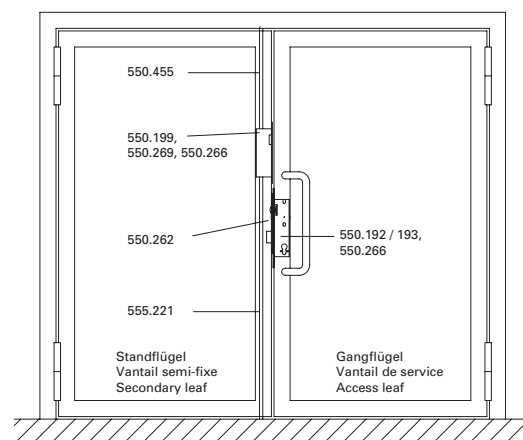 550.455
550.199,
550.269, 550.266
550.262
550.192 / 193,
550.266
555.221
Standflügel
Vantail semi-fixe
Secondary leaf
Gangflügel
Vantail de service
Access leaf